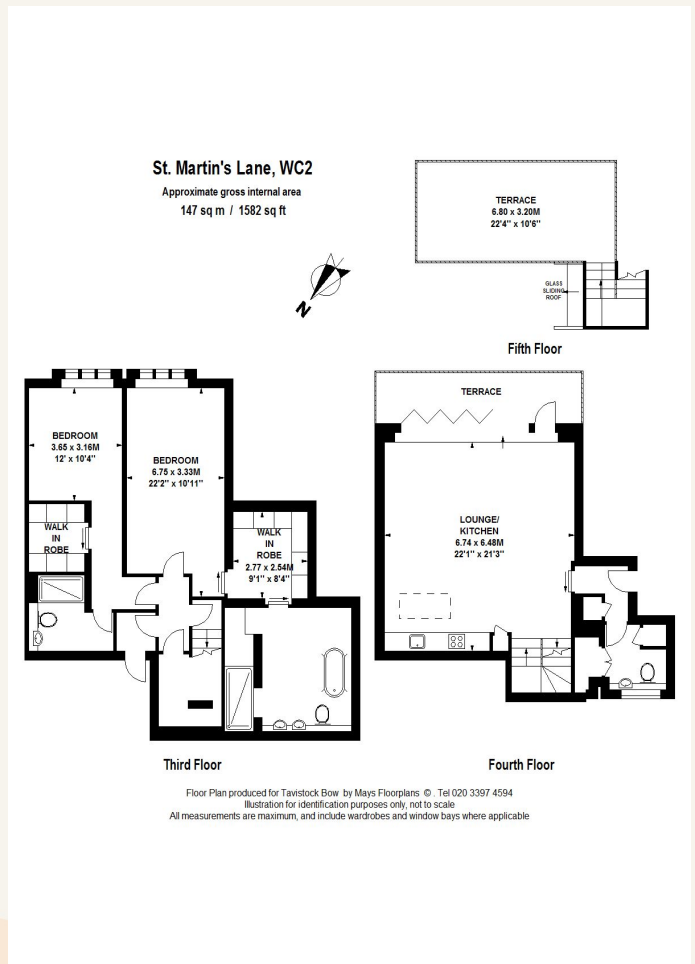 St. Martin's Lane, WC2
Approximate gross internal area
147 sq m / 1582 sq ft
N
TERRACE
6.80 x 3.20M
22'4" x 10'6"
GLASS
SLIDING
ROOF
Fifth Floor
BEDROOM
3.65 x 3.16M
12' x 10'4"
BEDROOM
6.75 x 3.33M
22'2" x 10'11"
WALK
IN
ROBE
WALK
IN
ROBE
2.77 x 2.54M
9'1" x 8'4"
Third Floor
TERRACE
LOUNGE/
KITCHEN
6.74 x 6.48M
22'1" x 21'3"
Fourth Floor
Floor Plan produced for Tavistock Bow by Mays Floorplans © . Tel 020 3397 4594
Illustration for identification purposes only, not to scale
All measurements are maximum, and include wardrobes and window bays where applicable